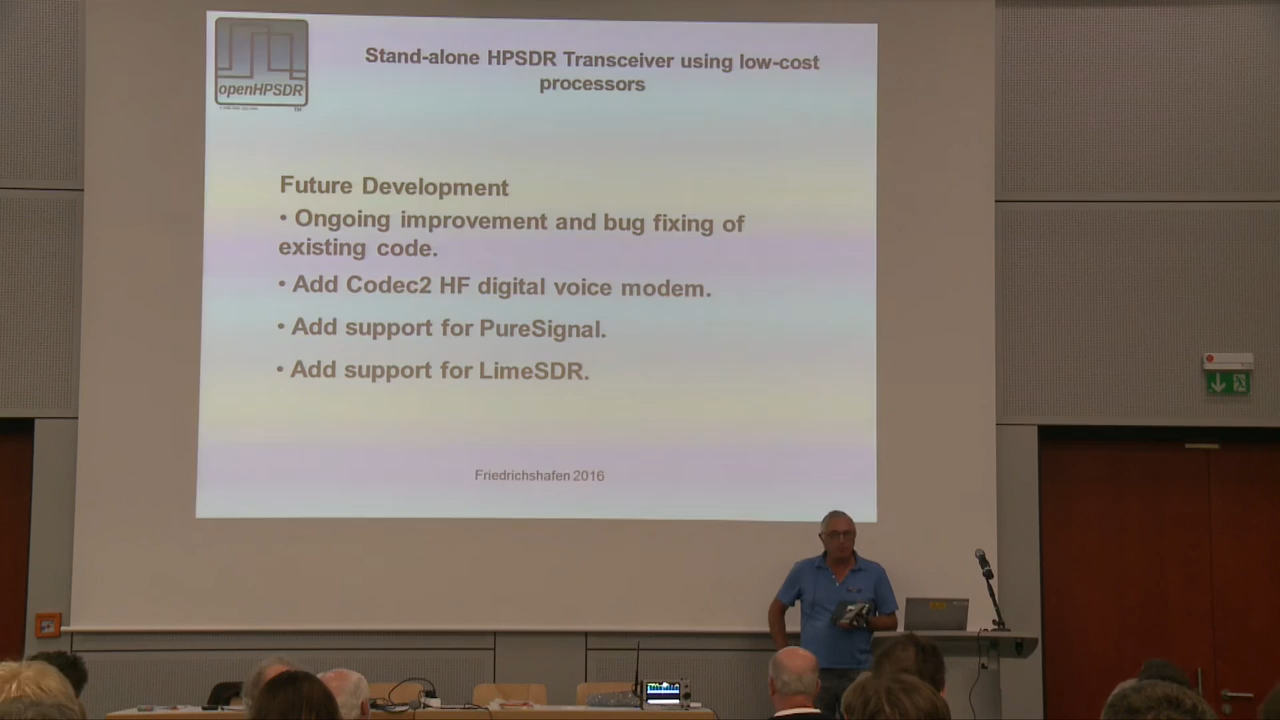 openHPSDR
TM
Stand-alone HPSDR Transceiver using low-cost
processors
Future Development
• Ongoing improvement and bug fixing of
existing code.
• Add Codec2 HF digital voice modem.
• Add support for PureSignal.
• Add support for LimeSDR.
Friedrichshafen 2016